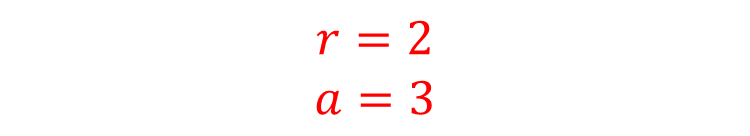 r = 2
a = 3